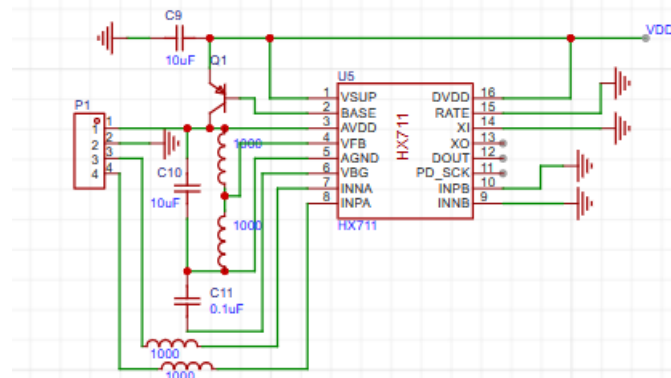 C9
10uF
VDD
Q1
U5
P1
1
2
3
4
1
2
3
4
1000
C10
10uF
1000
C11
0.1uF
1000
1000
1 VSUP DVDD 16
2 BASE RATE 15
3 AVDD XI 14
4 VFB XO 13
5 AGND DOUT 12
6 VBG PD_SCK 11
7 INNA INPB 10
8 INPA INNB 9
HX711
HX711